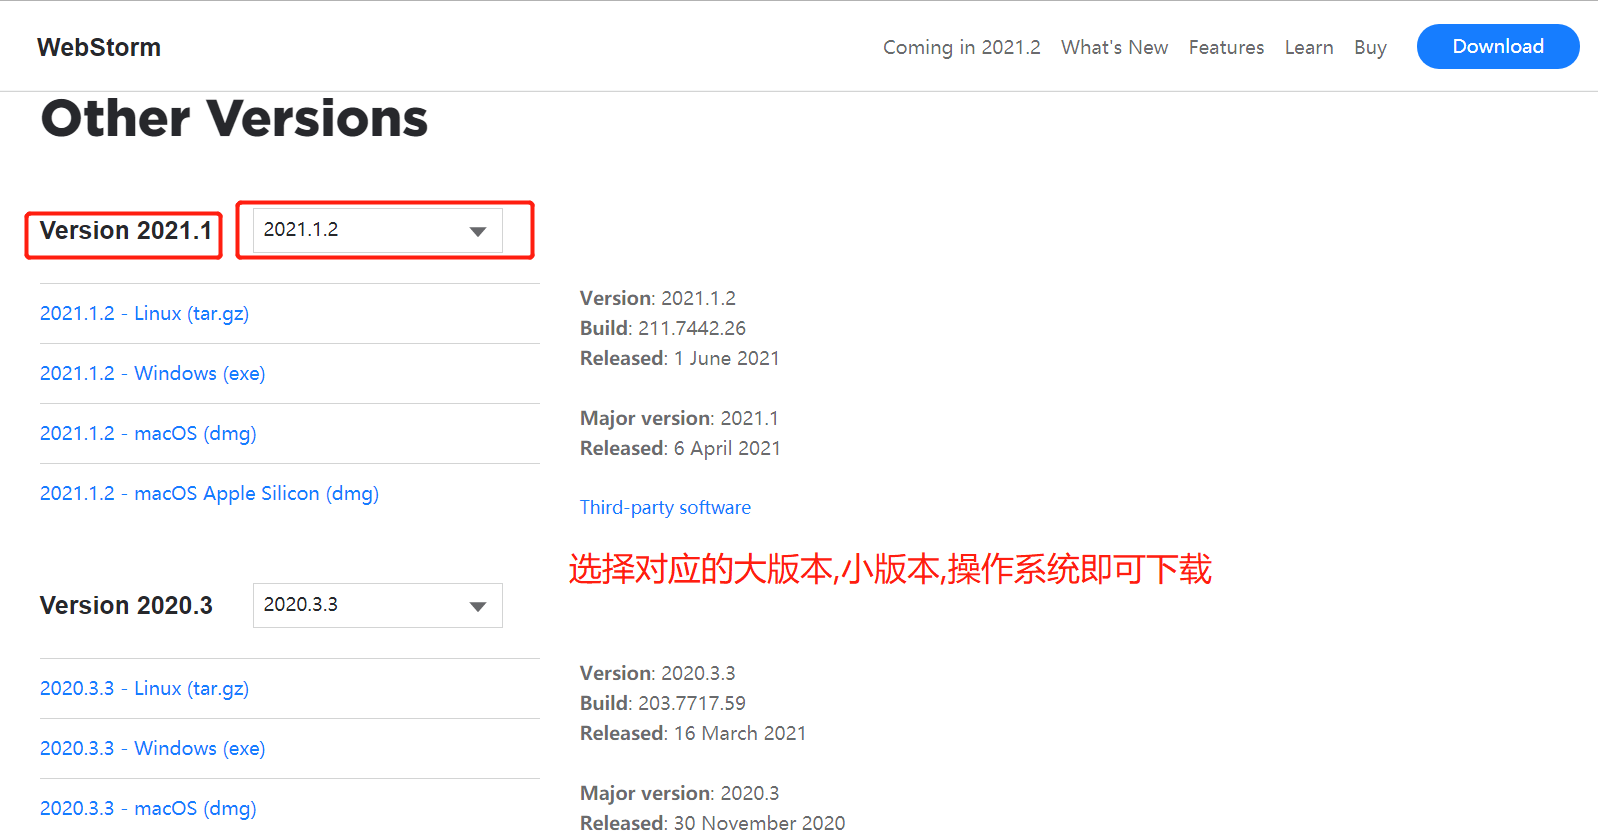 WebStorm
Coming in 2021.2 What's New Features Learn Buy Download
Other Versions
Version 2021.1
2021.1.2
2021.1.2 - Linux (tar.gz)
2021.1.2 - Windows (exe)
2021.1.2 - macOS (dmg)
2021.1.2 - macOS Apple Silicon (dmg)
Version: 2021.1.2
Build: 211.7442.26
Released: 1 June 2021
Major version: 2021.1
Released: 6 April 2021
Third-party software
选择对应的大版本,小版本,操作系统即可下载
Version 2020.3
2020.3.3
2020.3.3 - Linux (tar.gz)
2020.3.3 - Windows (exe)
2020.3.3 - macOS (dmg)
Version: 2020.3.3
Build: 203.7717.59
Released: 16 March 2021
Major version: 2020.3
Released: 30 November 2020